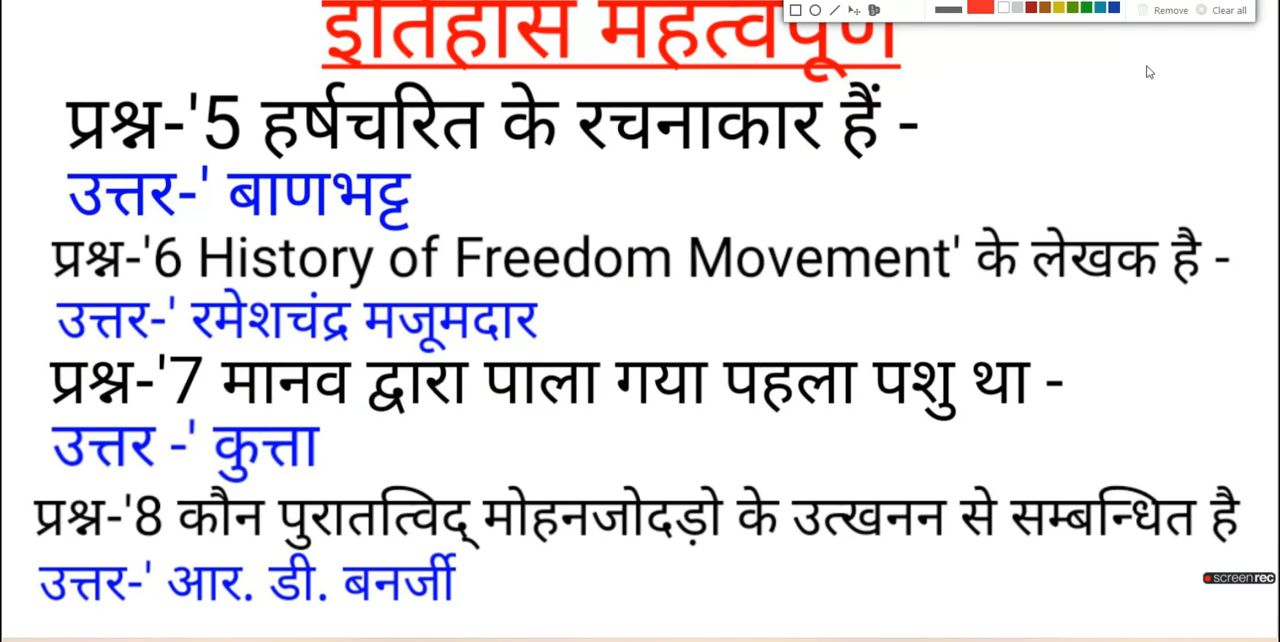 इतिहास महत्वपूर्ण
Remove Clear all
प्रश्न-'5 हर्षचरित के रचनाकार हैं -
उत्तर-' बाणभट्ट
प्रश्न-'6 History of Freedom Movement' के लेखक है -
उत्तर-' रमेशचंद्र मजूमदार
प्रश्न-'7 मानव द्वारा पाला गया पहला पशु था -
उत्तर -' कुत्ता
प्रश्न-'8 कौन पुरातत्विद् मोहनजोदड़ो के उत्खनन से सम्बन्धित है
उत्तर-' आर. डी. बनर्जी
screenrec